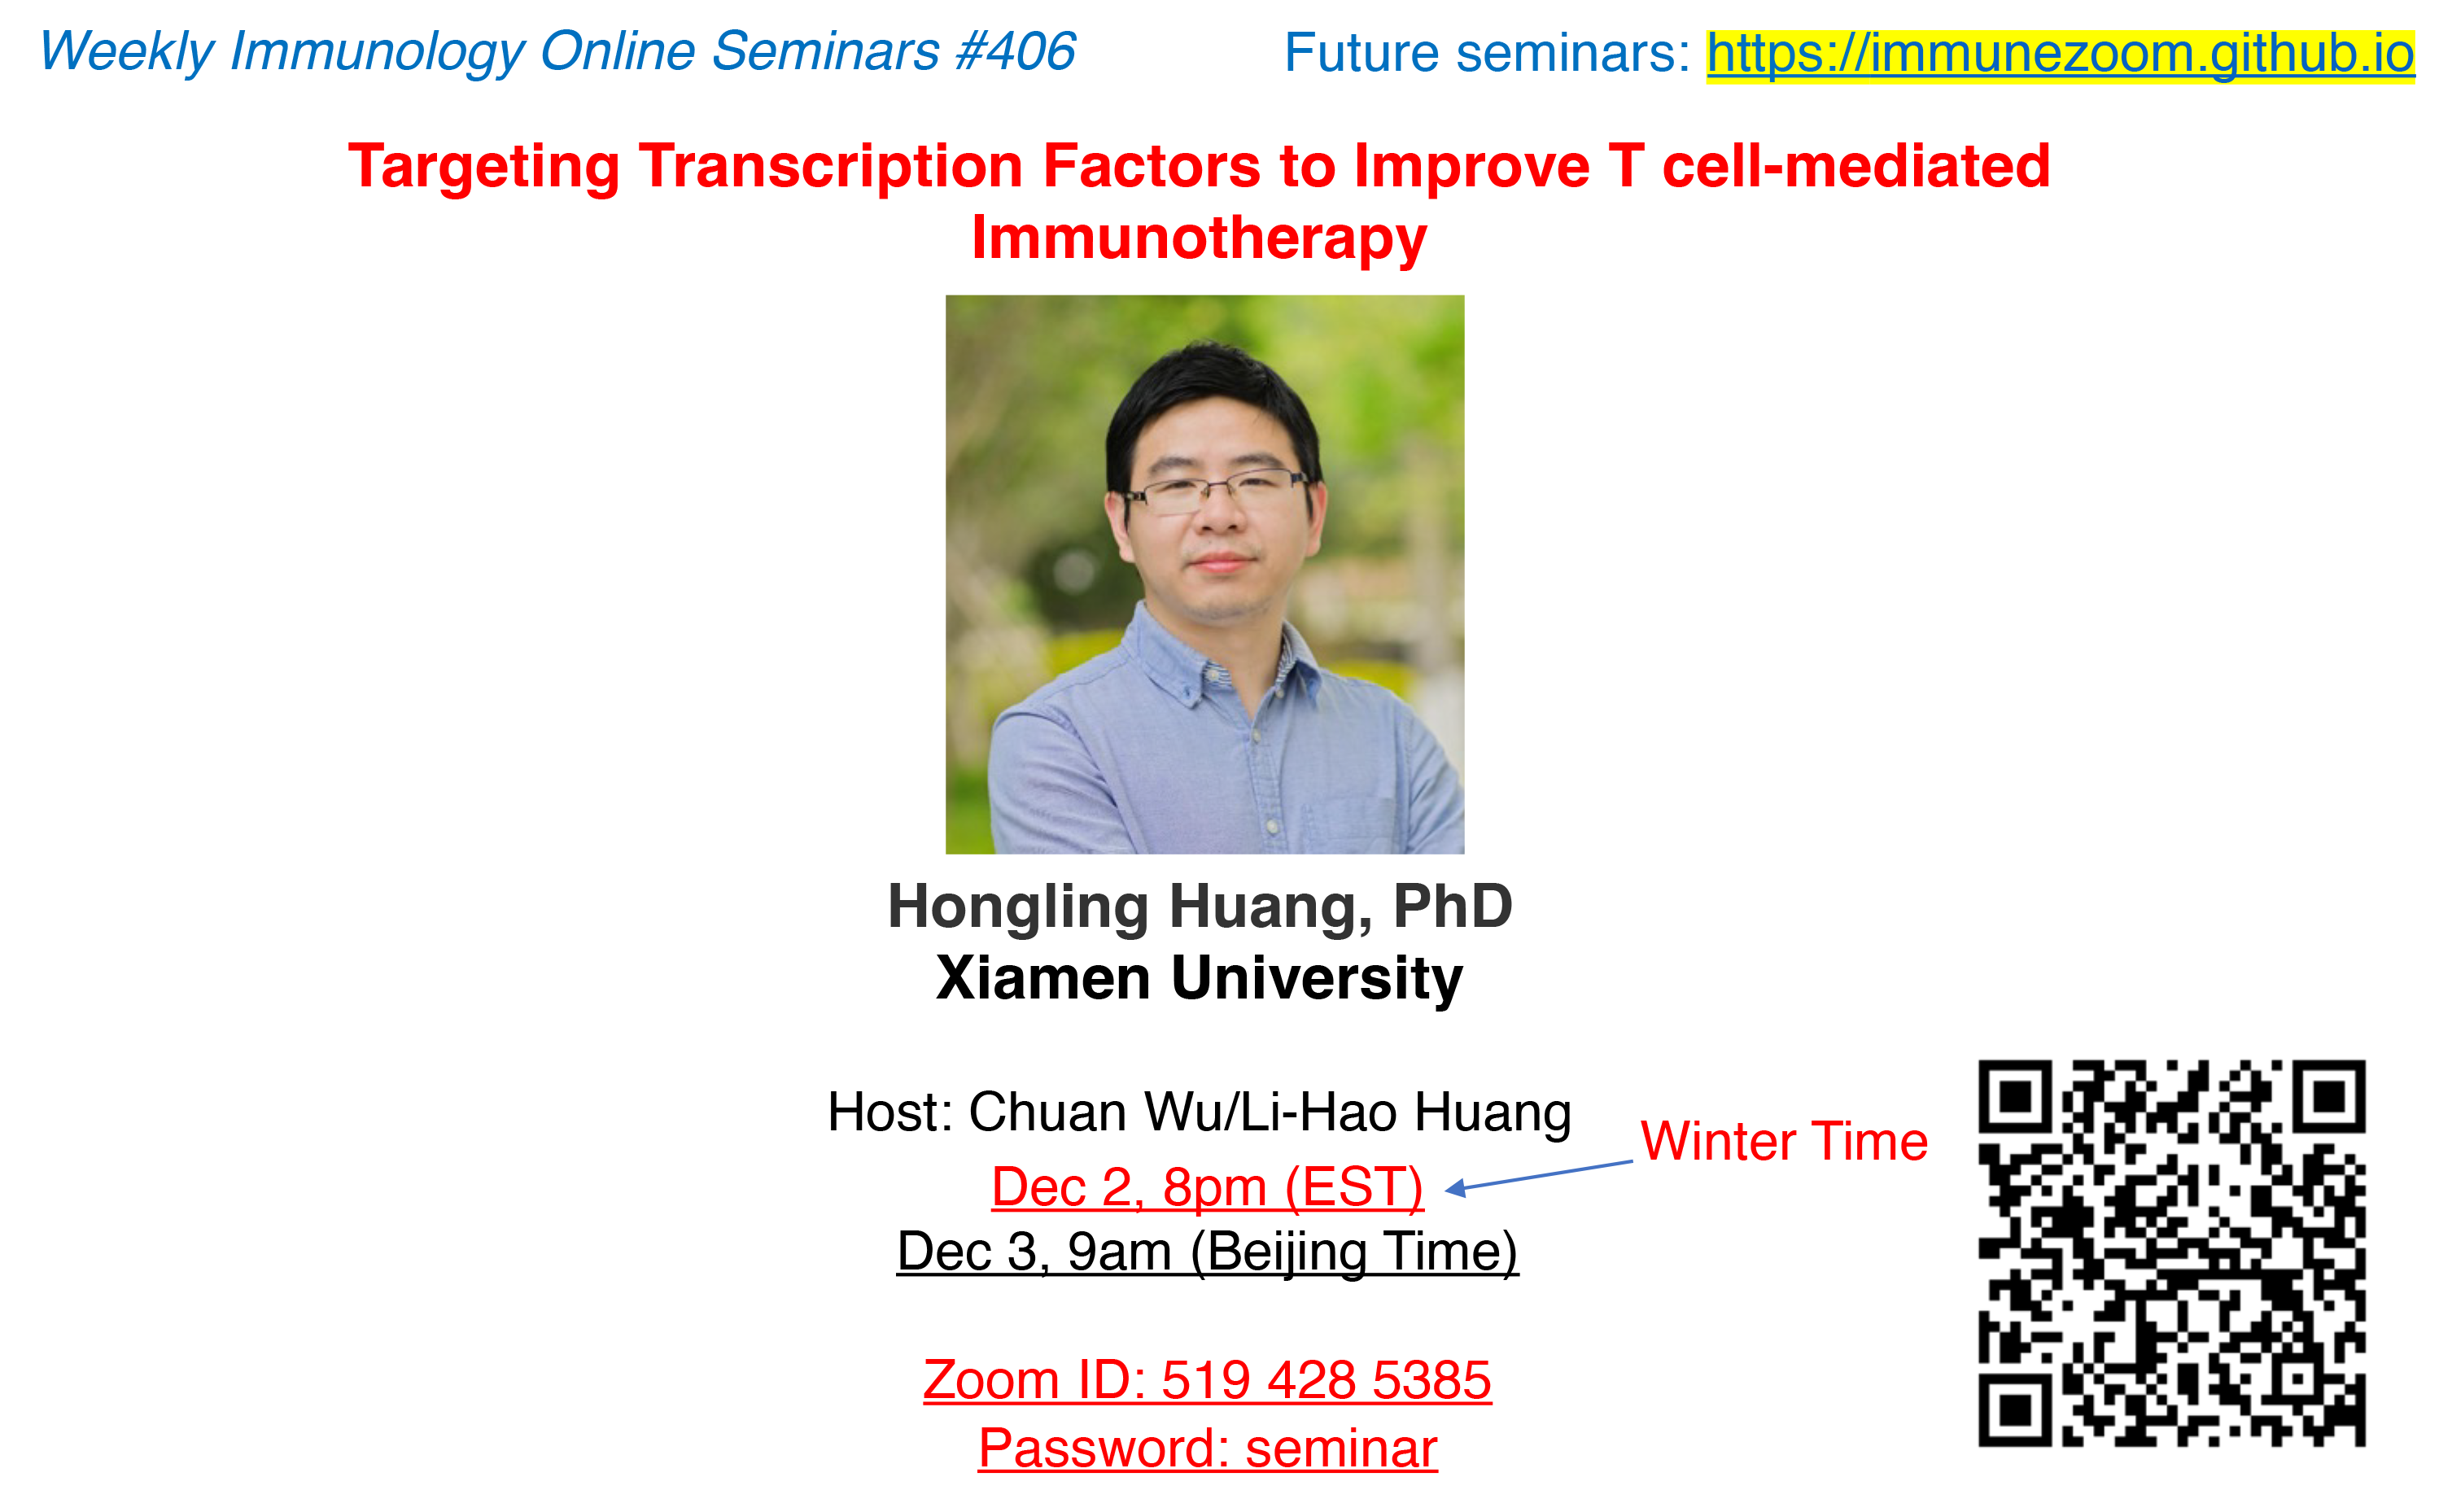 Weekly Immunology Online Seminars #406
Future seminars: https://immunezoom.github.io
Targeting Transcription Factors to Improve T cell-mediated
Immunotherapy
Hongling Huang, PhD
Xiamen University
Host: Chuan Wu/Li-Hao Huang
Winter Time
Dec 2, 8pm (EST)
Dec 3, 9am (Beijing Time)
Zoom ID: 519 428 5385
Password: seminar